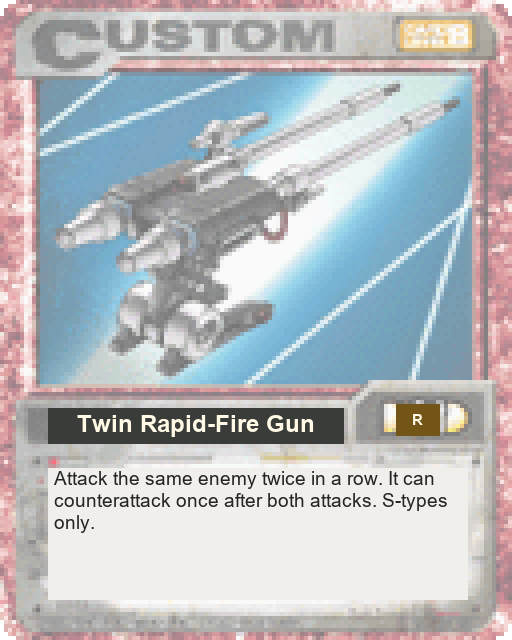 CUSTOM
Twin Rapid-Fire Gun
R
Attack the same enemy twice in a row. It can
counterattack once after both attacks. S-types
only.